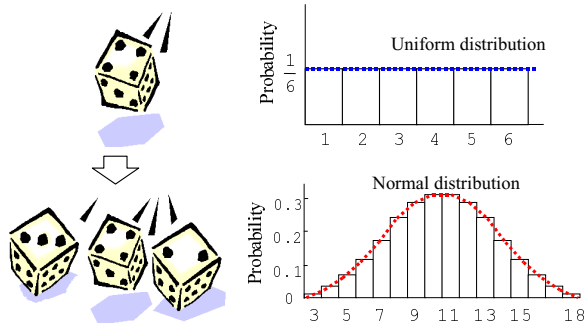 Uniform distribution
Probability
1
6
1 2 3 4 5 6
Normal distribution
Probability
0.3
0.2
0.1
0
3 5 7 9 11 13 15 18